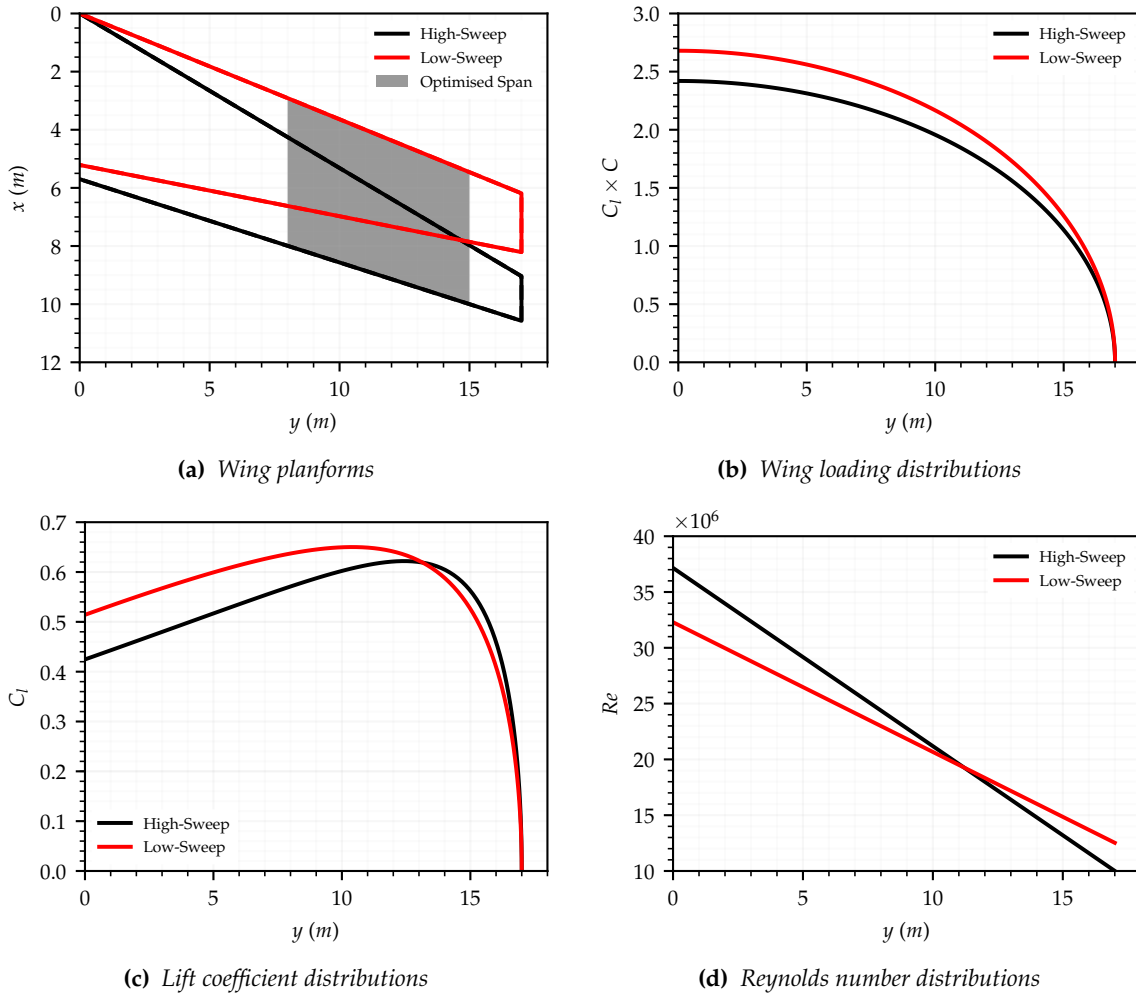 0
2
4
6
8
10
12
x (m)
0
5
10
15
y (m)
High-Sweep
Low-Sweep
Optimised Span
(a) Wing planforms
3.0
2.5
2.0
1.5
1.0
0.5
0.0
C_l × C
0
5
10
15
y (m)
High-Sweep
Low-Sweep
(b) Wing loading distributions
0.7
0.6
0.5
0.4
0.3
0.2
0.1
0.0
C_l
0
5
10
15
y (m)
High-Sweep
Low-Sweep
(c) Lift coefficient distributions
×10⁶
40
35
30
25
20
15
10
Re
0
5
10
15
y (m)
High-Sweep
Low-Sweep
(d) Reynolds number distributions